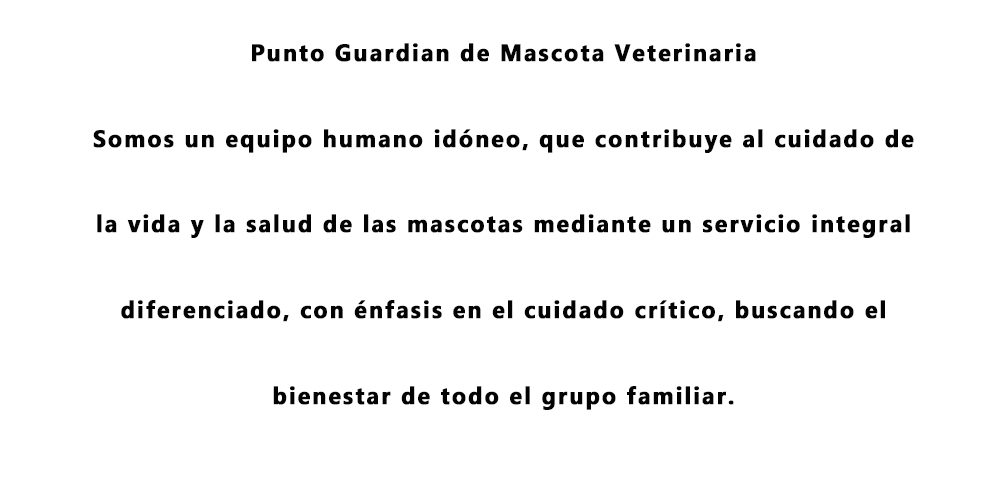 Punto Guardian de Mascota Veterinaria
Somos un equipo humano idóneo, que contribuye al cuidado de
la vida y la salud de las mascotas mediante un servicio integral
diferenciado, con énfasis en el cuidado crítico, buscando el
bienestar de todo el grupo familiar.